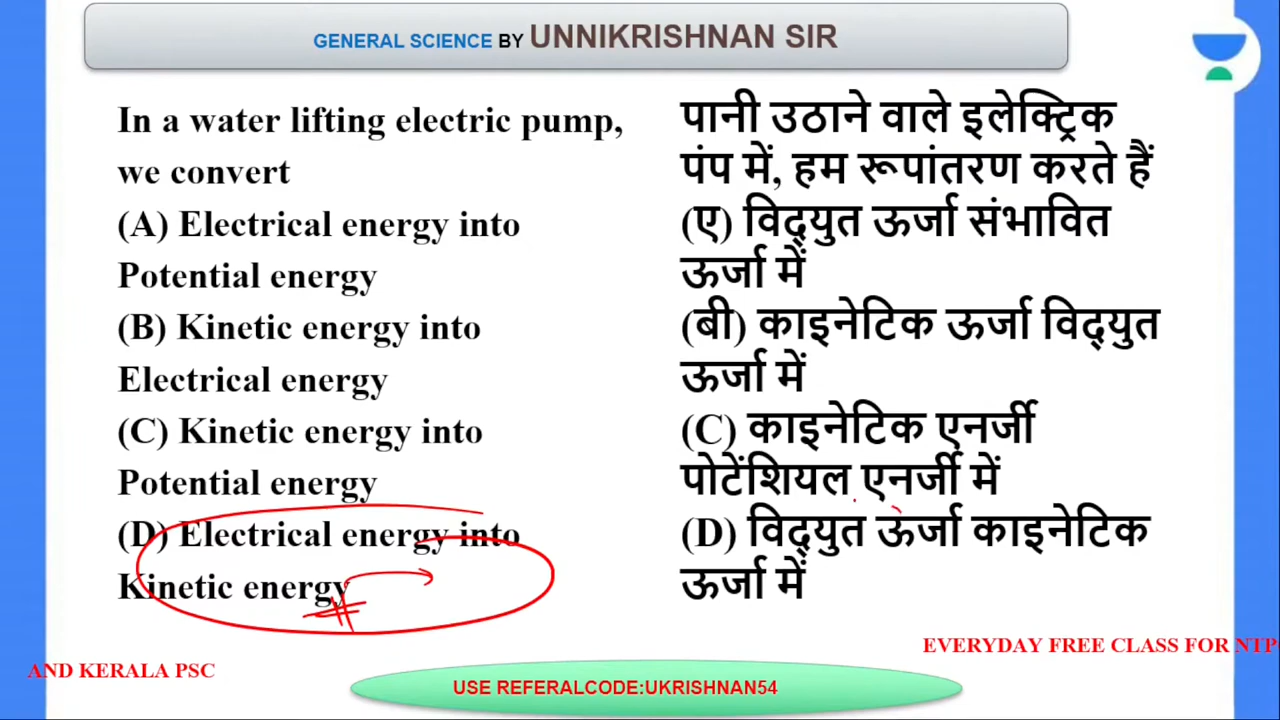 GENERAL SCIENCE BY UNNIKRISHNAN SIR
In a water lifting electric pump,
we convert
(A) Electrical energy into
Potential energy
(B) Kinetic energy into
Electrical energy
(C) Kinetic energy into
Potential energy
(D) Electrical energy into
Kinetic energy
पानी उठाने वाले इलेक्ट्रिक
पंप में, हम रूपांतरण करते हैं
(ए) विद्युत ऊर्जा संभावित
ऊर्जा में
(बी) काइनेटिक ऊर्जा विद्युत
ऊर्जा में
(C) काइनेटिक एनर्जी
पोटेंशियल एनर्जी में
(D) विद्युत ऊर्जा काइनेटिक
ऊर्जा में
EVERYDAY FREE CLASS FOR NTP
AND KERALA PSC
USE REFERALCODE:UKRISHNAN54